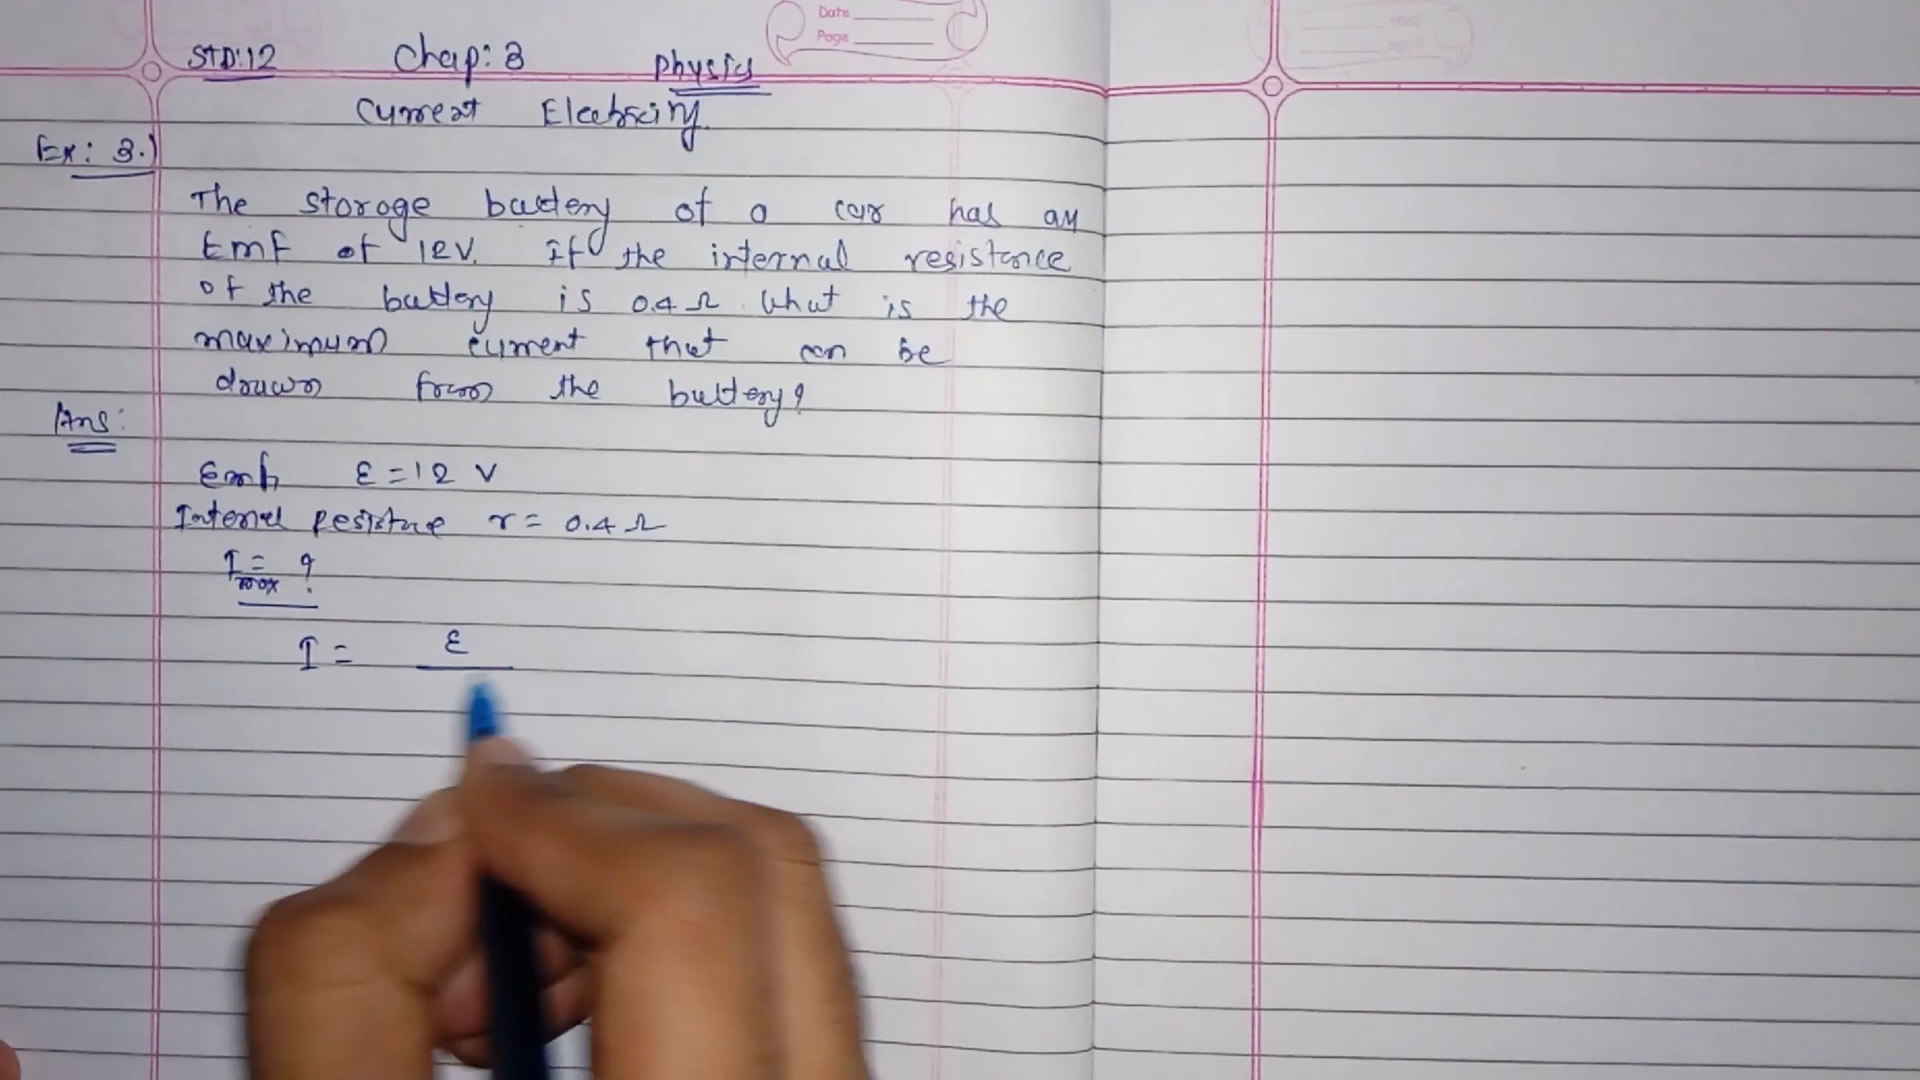 Date
Page
STD:12 Chap: 3 Physics
Current Electricity.
Ex: 3.1
The storage battery of a car has an
Emf of 12V. If the internal resistance
of the battery is 0.4 Ω. What is the
maximum current that can be
drawn from the battery?
Ans:
Emf ε = 12 V
Internal resistance r = 0.4 Ω
I max = ?
I = ε